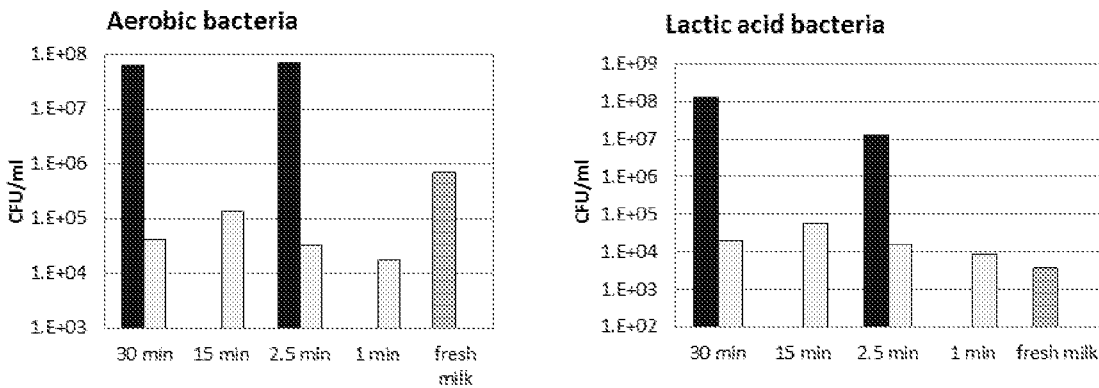 Aerobic bacteria
1.E+08
1.E+07
1.E+06
1.E+05
1.E+04
1.E+03
CFU/ml
30 min 15 min 2.5 min 1 min fresh
milk
Lactic acid bacteria
1.E+09
1.E+08
1.E+07
1.E+06
1.E+05
1.E+04
1.E+03
1.E+02
CFU/ml
30 min 15 min 2.5 min 1 min fresh milk